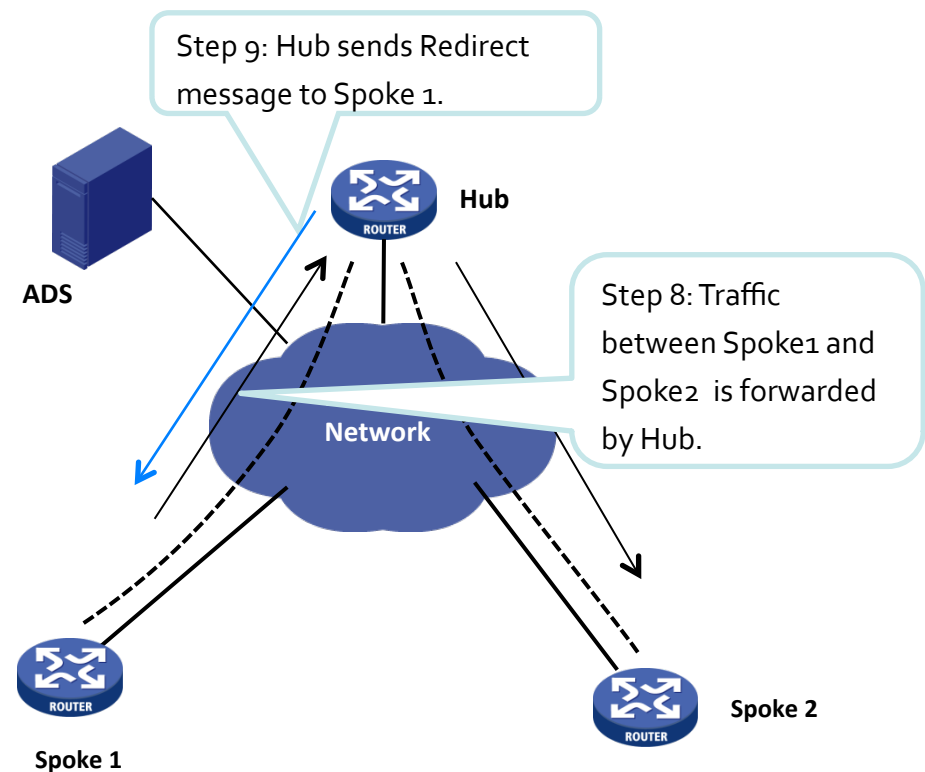 Step 9: Hub sends Redirect
message to Spoke 1.
ROUTER
Hub
ADS
Step 8: Traffic
between Spoke1 and
Spoke2 is forwarded
by Hub.
Network
ROUTER
Spoke 1
ROUTER
Spoke 2